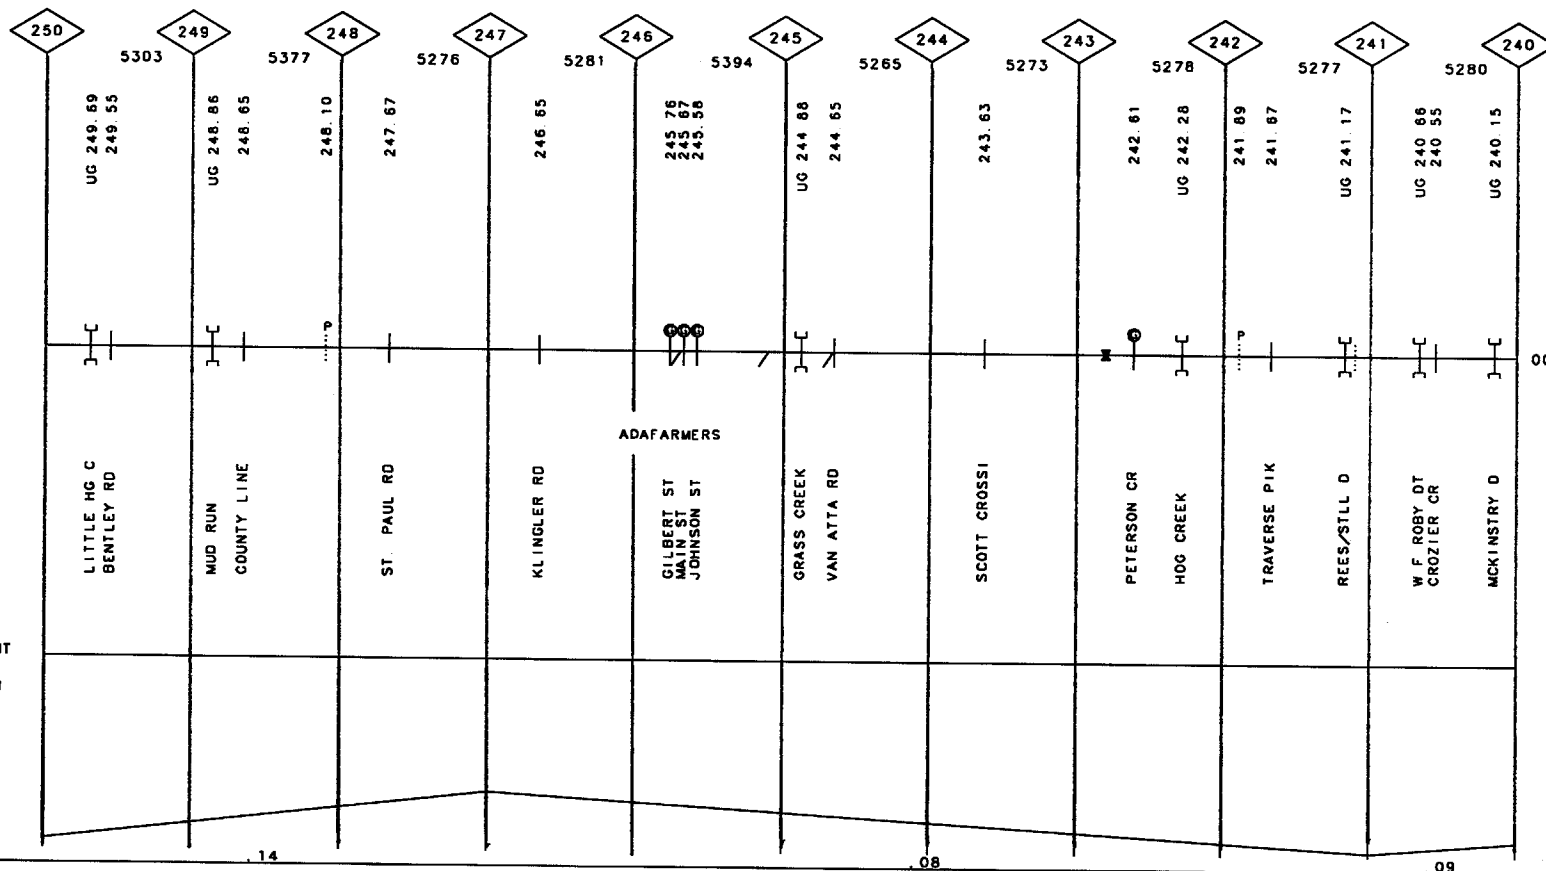 250 249 248 247 246 245 244 243 242 241 240
5303 5377 5276 5281 5394 5265 5273 5278 5277 5280
UG 249.69
249.55
UG 248.86
248.65
248.10
247.67
246.65
245 76
245 67
245.58
UG 244 88
244 65
243.63
242.61
UG 242.28
241.89
241.67
UG 241.17
UG 240 66
240 55
UG 240.15
P
G G G
G
P
ADAFARMERS
LITTLE HG C
BENTLEY RD
MUD RUN
COUNTY LINE
ST. PAUL RD
KLINGLER RD
GILBERT ST
MAIN ST
JOHNSON ST
GRASS CREEK
VAN ATTA RD
SCOTT CROSSI
PETERSON CR
HOG CREEK
TRAVERSE PIK
REES/STLL D
W F ROBY DT
CROZIER CR
MCKINSTRY D
.14 .08 .09